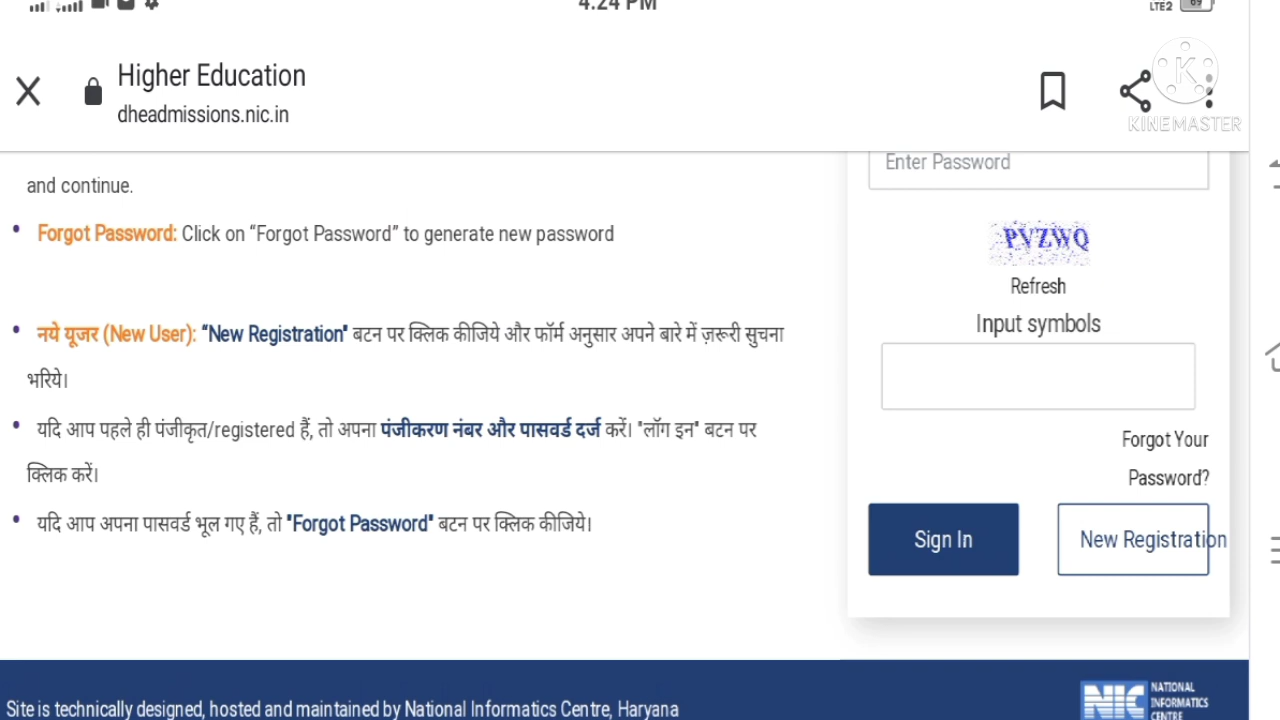 4:24 PM
LTE2
69
Higher Education
dheadmissions.nic.in
K
KINEMASTER
and continue.
• Forgot Password: Click on “Forgot Password” to generate new password
• नये यूजर (New User): “New Registration" बटन पर क्लिक कीजिये और फॉर्म अनुसार अपने बारे में ज़रूरी सुचना
भरिये।
• यदि आप पहले ही पंजीकृत/registered हैं, तो अपना पंजीकरण नंबर और पासवर्ड दर्ज करें। "लॉग इन" बटन पर
क्लिक करें।
• यदि आप अपना पासवर्ड भूल गए हैं, तो "Forgot Password" बटन पर क्लिक कीजिये।
Enter Password
PVZWQ
Refresh
Input symbols
Forgot Your
Password?
Sign In
New Registration
Site is technically designed, hosted and maintained by National Informatics Centre, Haryana
NIC
NATIONAL
INFORMATICS
CENTRE